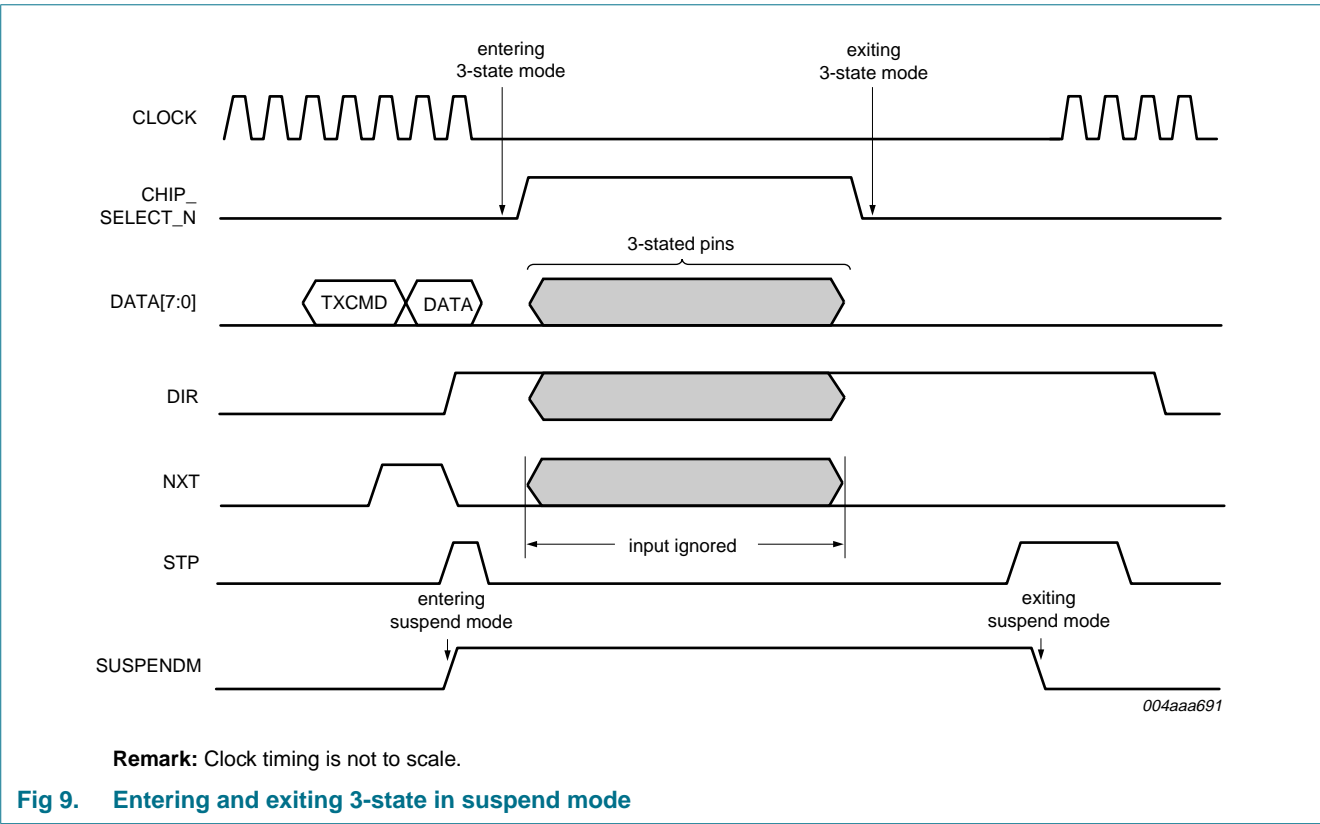 entering
3-state mode
exiting
3-state mode
CLOCK
CHIP_
SELECT_N
3-stated pins
DATA[7:0]
TXCMD
DATA
DIR
NXT
input ignored
STP
entering
suspend mode
exiting
suspend mode
SUSPENDM
004aaa691
Remark: Clock timing is not to scale.
Fig 9. Entering and exiting 3-state in suspend mode